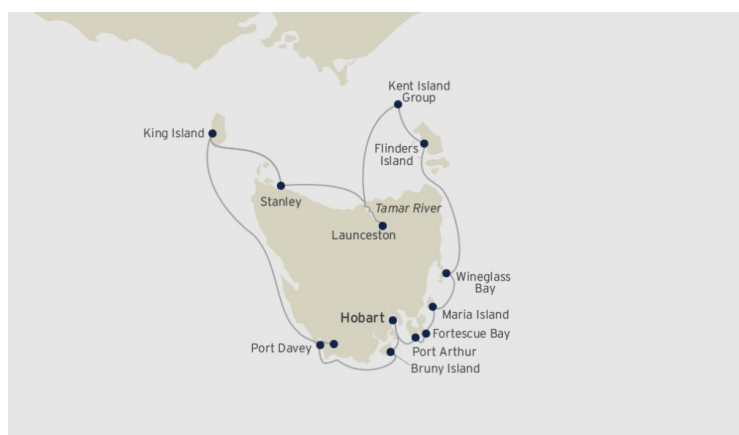 Kent Island
Group
King Island
Flinders
Island
Stanley
Tamar River
Launceston
Wineglass
Bay
Hobart
Maria Island
Fortescue Bay
Port Davey
Port Arthur
Bruny Island